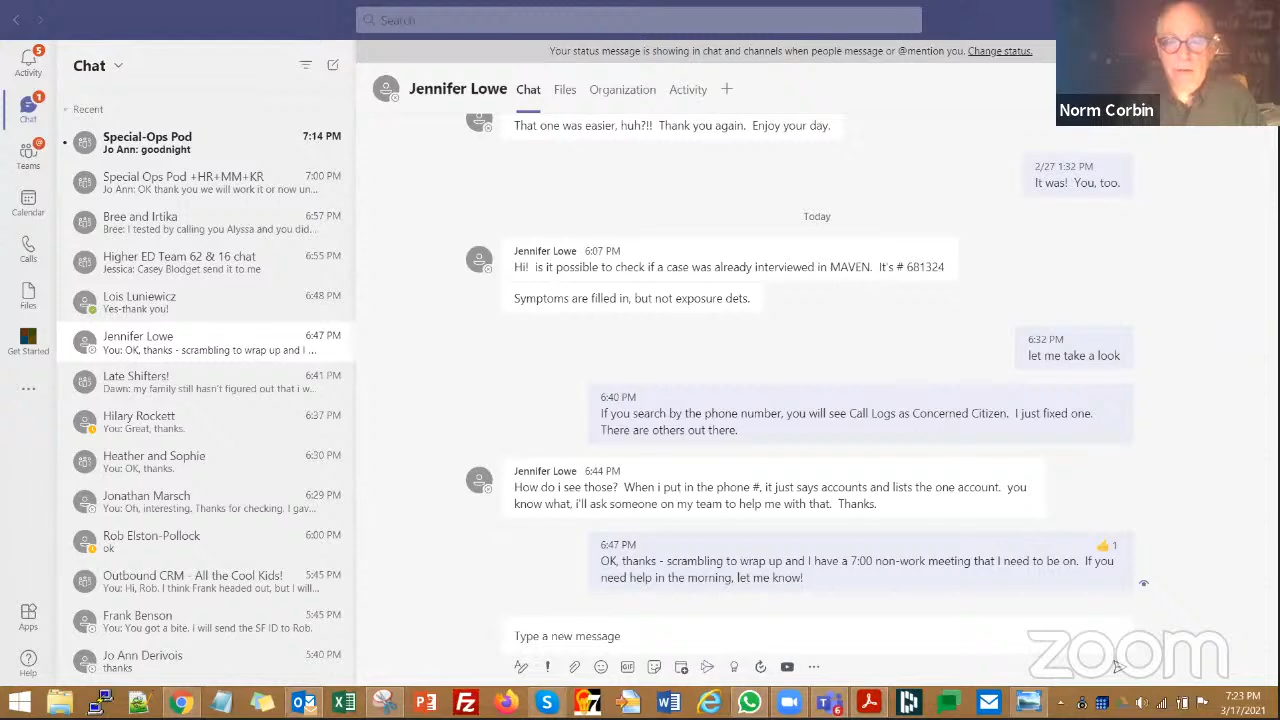 Search
Norm Corbin
Your status message is showing in chat and channels when people message or @mention you. Change status.
5
Activity
1
Chat
Teams
Calendar
Calls
Files
Get Started
Apps
Help
Chat
Recent
Special-Ops Pod 7:14 PM
Jo Ann: goodnight
Special Ops Pod +HR+MM+KR 7:00 PM
Jo Ann: OK thank you we will work it or now un...
Bree and Irtika 6:57 PM
Bree: I tested by calling you Alyssa and you did...
Higher ED Team 62 & 16 chat 6:55 PM
Jessica: Casey Blodget send it to me
Lois Luniewicz 6:48 PM
Yes-thank you!
Jennifer Lowe 6:47 PM
You: OK, thanks - scrambling to wrap up and I ...
Late Shifters! 6:41 PM
Dawn: my family still hasn't figured out that i w...
Hilary Rockett 6:37 PM
You: Great, thanks.
Heather and Sophie 6:30 PM
You: OK, thanks.
Jonathan Marsch 6:29 PM
You: Oh, interesting. Thanks for checking. I gav...
Rob Elston-Pollock 6:00 PM
ok
Outbound CRM - All the Cool Kids! 5:45 PM
You: Hi, Rob. I think Frank headed out, but I will...
Frank Benson 5:45 PM
You: You got a bite. I will send the SF ID to Rob.
Jo Ann Derivois 5:40 PM
thanks
Jennifer Lowe Chat Files Organization Activity
That one was easier, huh?!! Thank you again. Enjoy your day.
2/27 1:32 PM
It was! You, too.
Today
Jennifer Lowe 6:07 PM
Hi! is it possible to check if a case was already interviewed in MAVEN. It's # 681324
Symptoms are filled in, but not exposure dets.
6:32 PM
let me take a look
6:40 PM
If you search by the phone number, you will see Call Logs as Concerned Citizen. I just fixed one.
There are others out there.
Jennifer Lowe 6:44 PM
How do i see those? When i put in the phone #, it just says accounts and lists the one account. you
know what, i'll ask someone on my team to help me with that. Thanks.
6:47 PM 1
OK, thanks - scrambling to wrap up and I have a 7:00 non-work meeting that I need to be on. If you
need help in the morning, let me know!
Type a new message
GIF
zoom
7:23 PM
3/17/2021